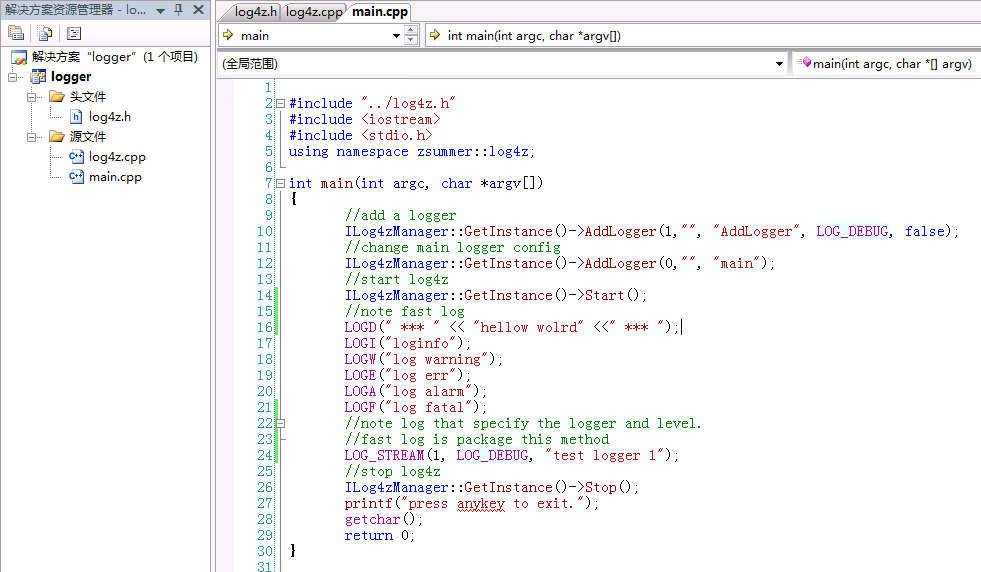 解决方案资源管理器 - lo...
解决方案“logger”(1 个项目)
logger
头文件
log4z.h
源文件
log4z.cpp
main.cpp
log4z.h log4z.cpp main.cpp
main int main(int argc, char *argv[])
(全局范围) main(int argc, char *[] argv)
1
2 #include "../log4z.h"
3 #include <iostream>
4 #include <stdio.h>
5 using namespace zsummer::log4z;
6
7 int main(int argc, char *argv[])
8 {
9 //add a logger
10 ILog4zManager::GetInstance()->AddLogger(1,"", "AddLogger", LOG_DEBUG, false);
11 //change main logger config
12 ILog4zManager::GetInstance()->AddLogger(0,"", "main");
13 //start log4z
14 ILog4zManager::GetInstance()->Start();
15 //note fast log
16 LOGD(" *** " << "hellow wolrd" <<" *** ");
17 LOGI("loginfo");
18 LOGW("log warning");
19 LOGE("log err");
20 LOGA("log alarm");
21 LOGF("log fatal");
22 //note log that specify the logger and level.
23 //fast log is package this method
24 LOG_STREAM(1, LOG_DEBUG, "test logger 1");
25 //stop log4z
26 ILog4zManager::GetInstance()->Stop();
27 printf("press anykey to exit.");
28 getchar();
29 return 0;
30 }
31